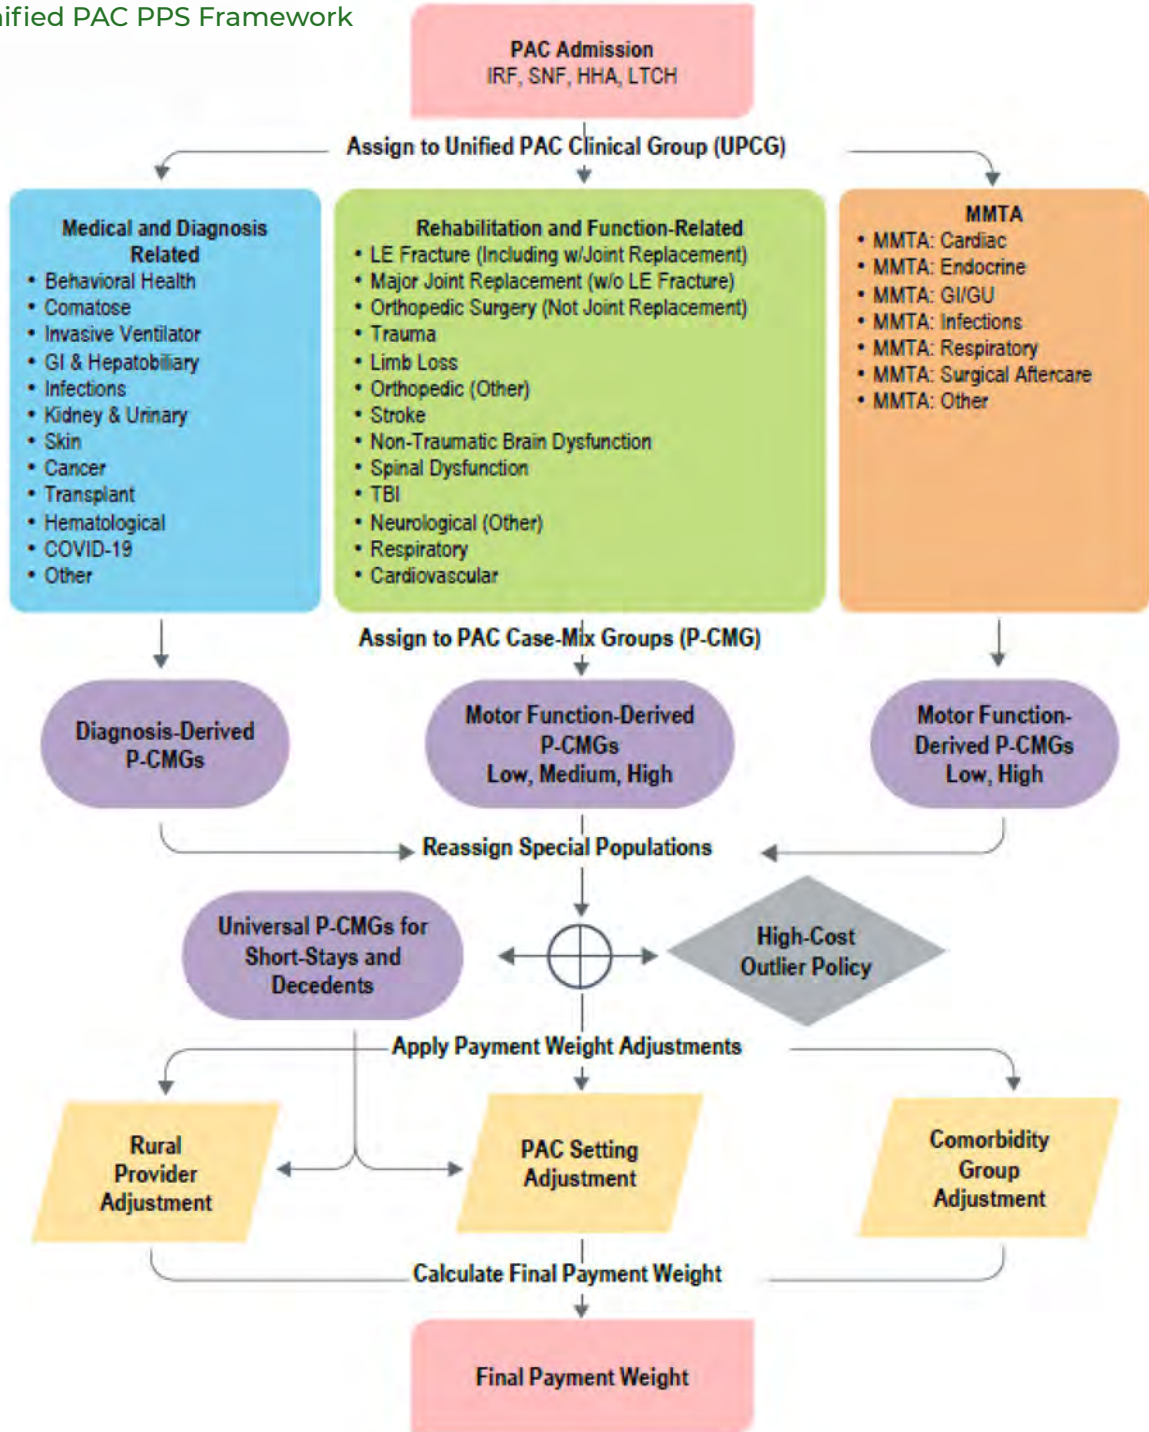 nified PAC PPS Framework
PAC Admission
IRF, SNF, HHA, LTCH
Assign to Unified PAC Clinical Group (UPCG)
Medical and Diagnosis
Related
• Behavioral Health
• Comatose
• Invasive Ventilator
• GI & Hepatobiliary
• Infections
• Kidney & Urinary
• Skin
• Cancer
• Transplant
• Hematological
• COVID-19
• Other
Rehabilitation and Function-Related
• LE Fracture (Including w/Joint Replacement)
• Major Joint Replacement (w/o LE Fracture)
• Orthopedic Surgery (Not Joint Replacement)
• Trauma
• Limb Loss
• Orthopedic (Other)
• Stroke
• Non-Traumatic Brain Dysfunction
• Spinal Dysfunction
• TBI
• Neurological (Other)
• Respiratory
• Cardiovascular
MMTA
• MMTA: Cardiac
• MMTA: Endocrine
• MMTA: GI/GU
• MMTA: Infections
• MMTA: Respiratory
• MMTA: Surgical Aftercare
• MMTA: Other
Assign to PAC Case-Mix Groups (P-CMG)
Diagnosis-Derived
P-CMGs
Motor Function-Derived
P-CMGs
Low, Medium, High
Motor Function-
Derived P-CMGs
Low, High
Reassign Special Populations
Universal P-CMGs for
Short-Stays and
Decedents
High-Cost
Outlier Policy
Apply Payment Weight Adjustments
Rural
Provider
Adjustment
PAC Setting
Adjustment
Comorbidity
Group
Adjustment
Calculate Final Payment Weight
Final Payment Weight